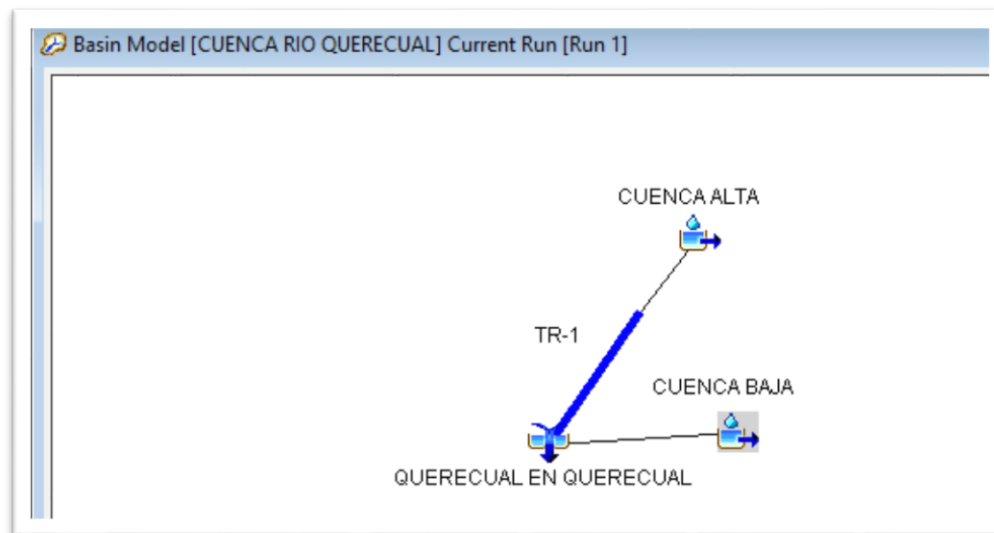 Basin Model [CUENCA RIO QUERECUAL] Current Run [Run 1]
CUENCA ALTA
TR-1
CUENCA BAJA
QUERECUAL EN QUERECUAL